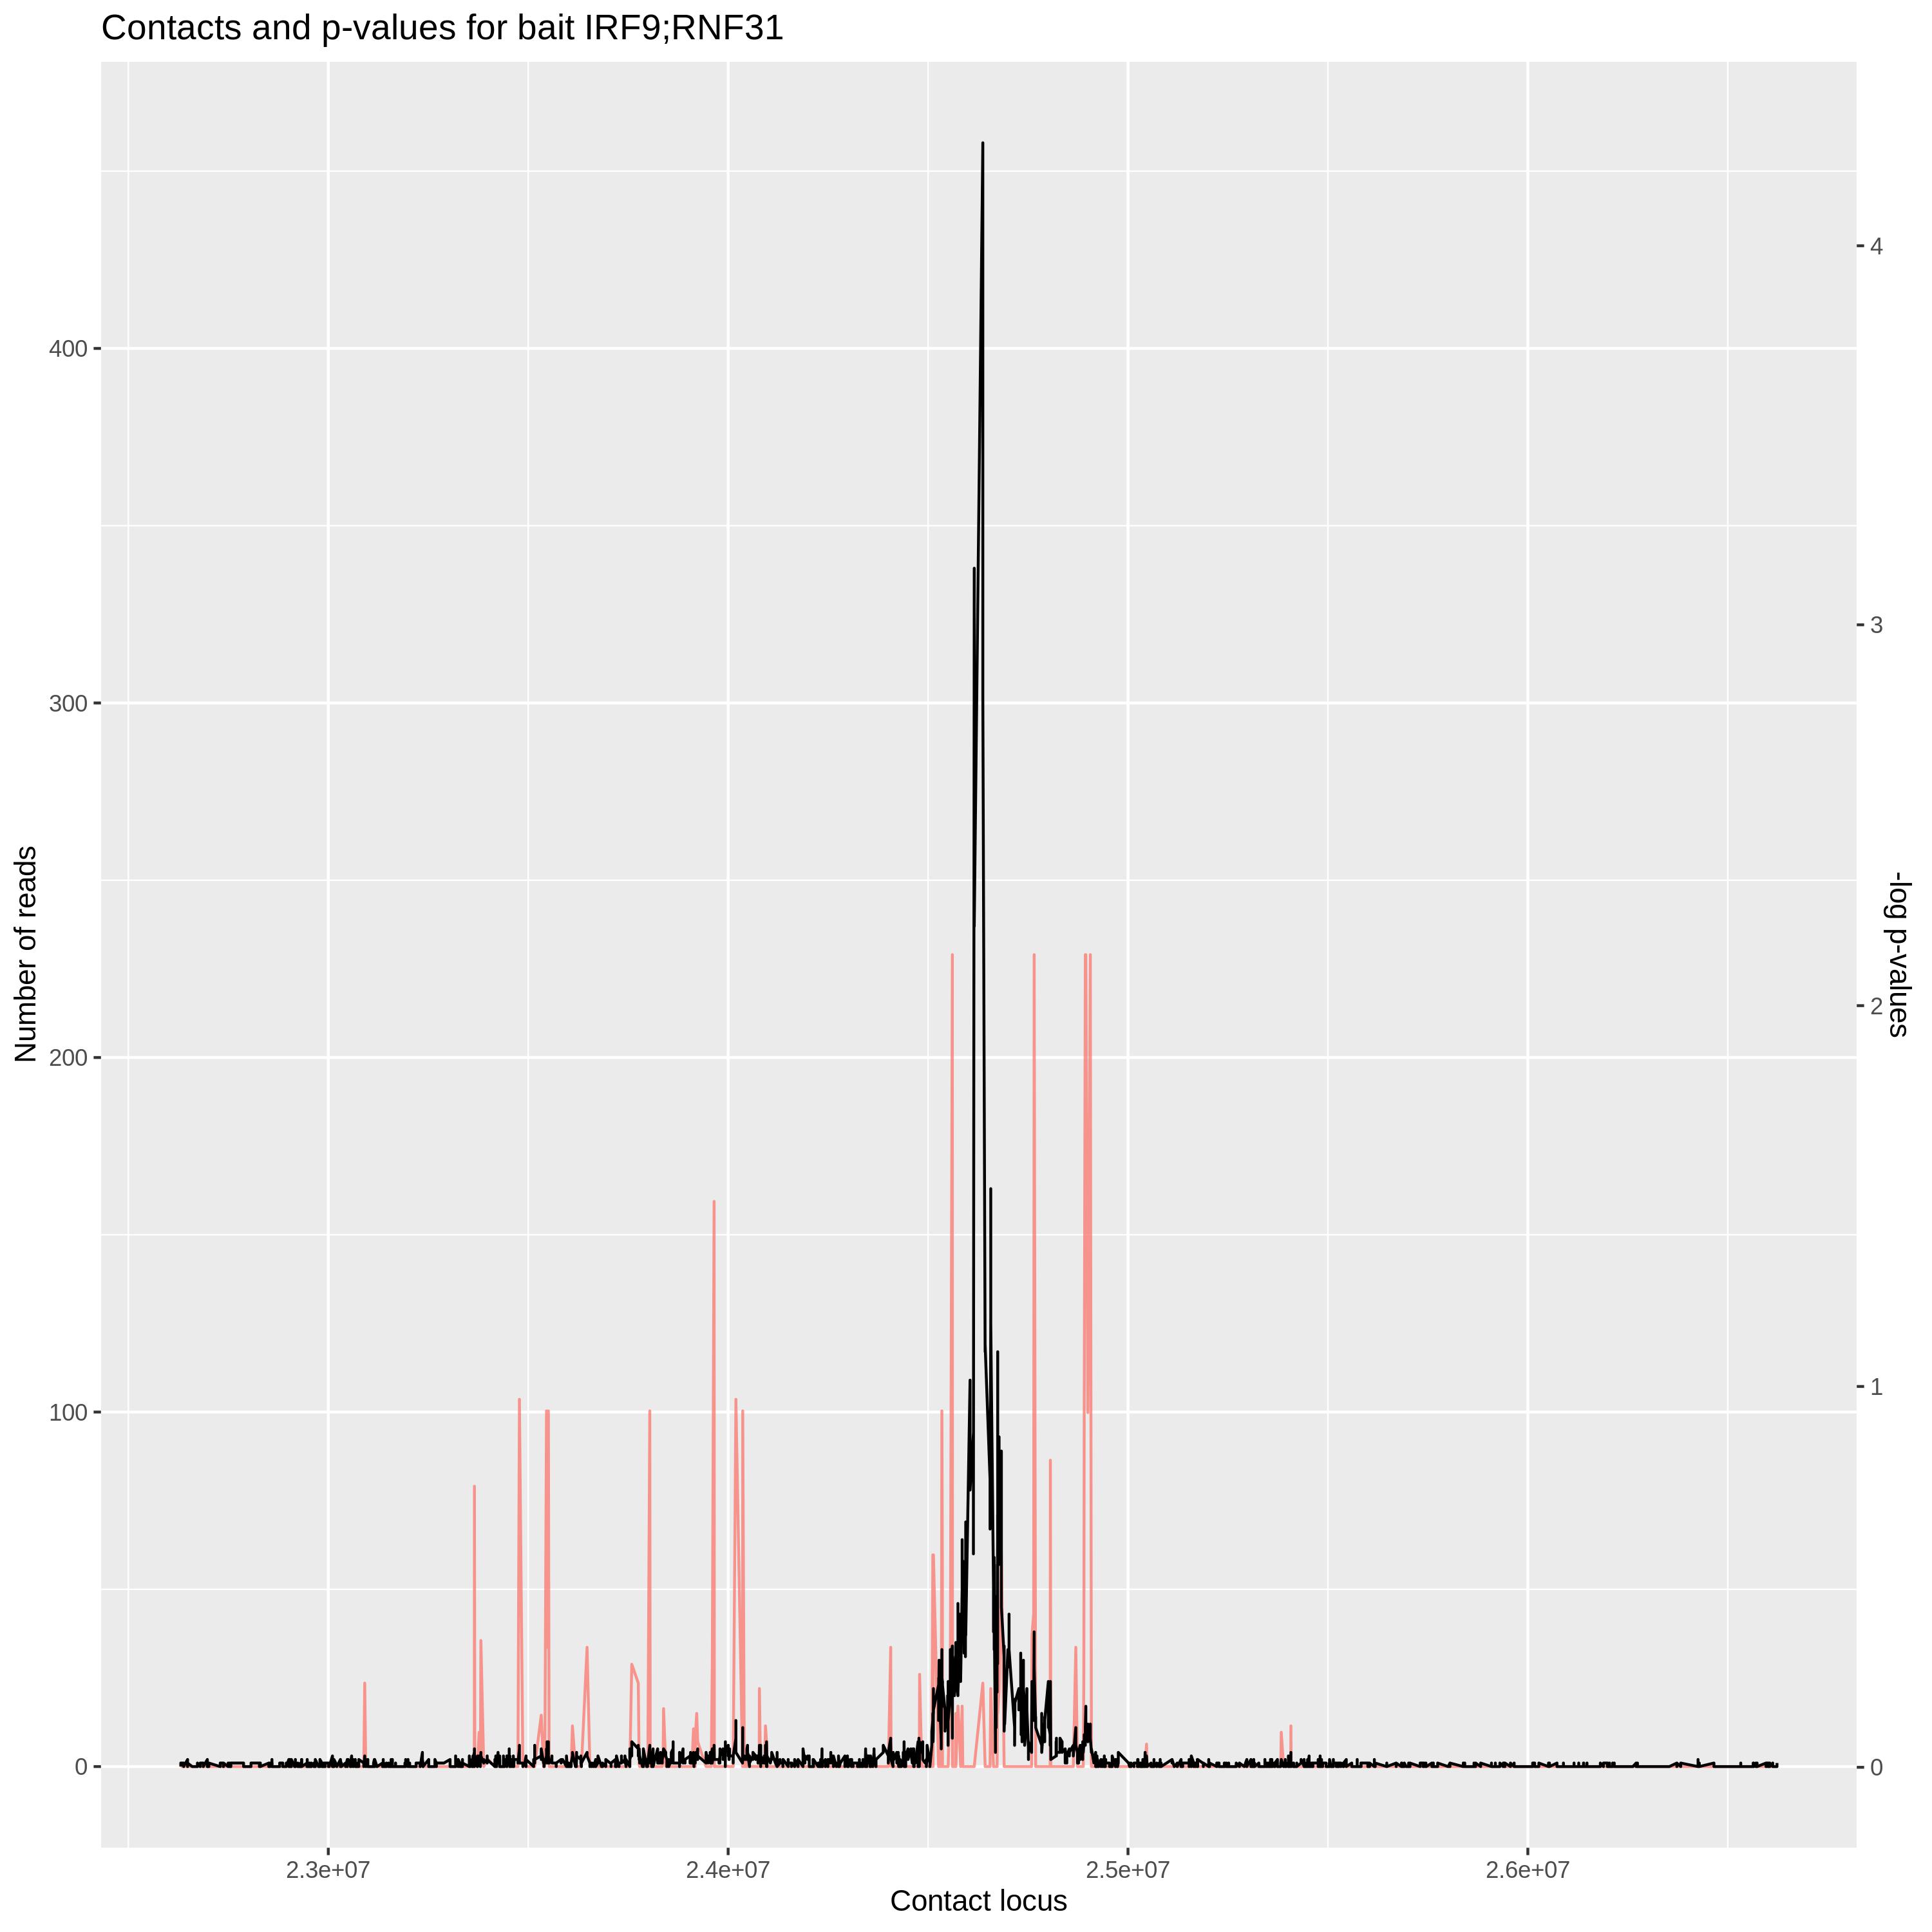 Contacts and p-values for bait IRF9;RNF31
Number of reads
400
300
200
100
0
4
3
2
1
0
-log p-values
2.3e+07
2.4e+07
2.5e+07
2.6e+07
Contact locus